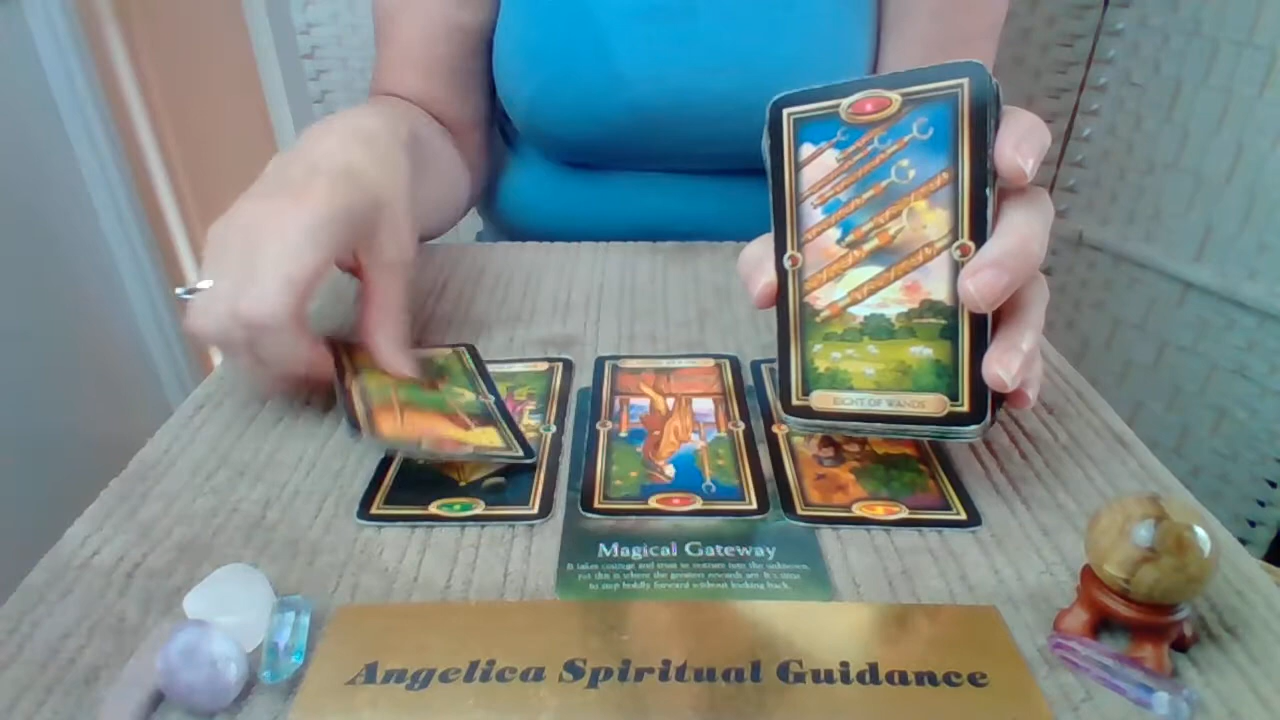 EIGHT OF WANDS
Magical Gateway
It takes courage and trust to venture into the unknown,
yet this is where the greatest rewards are. It's time
to step boldly forward without looking back.
Angelica Spiritual Guidance